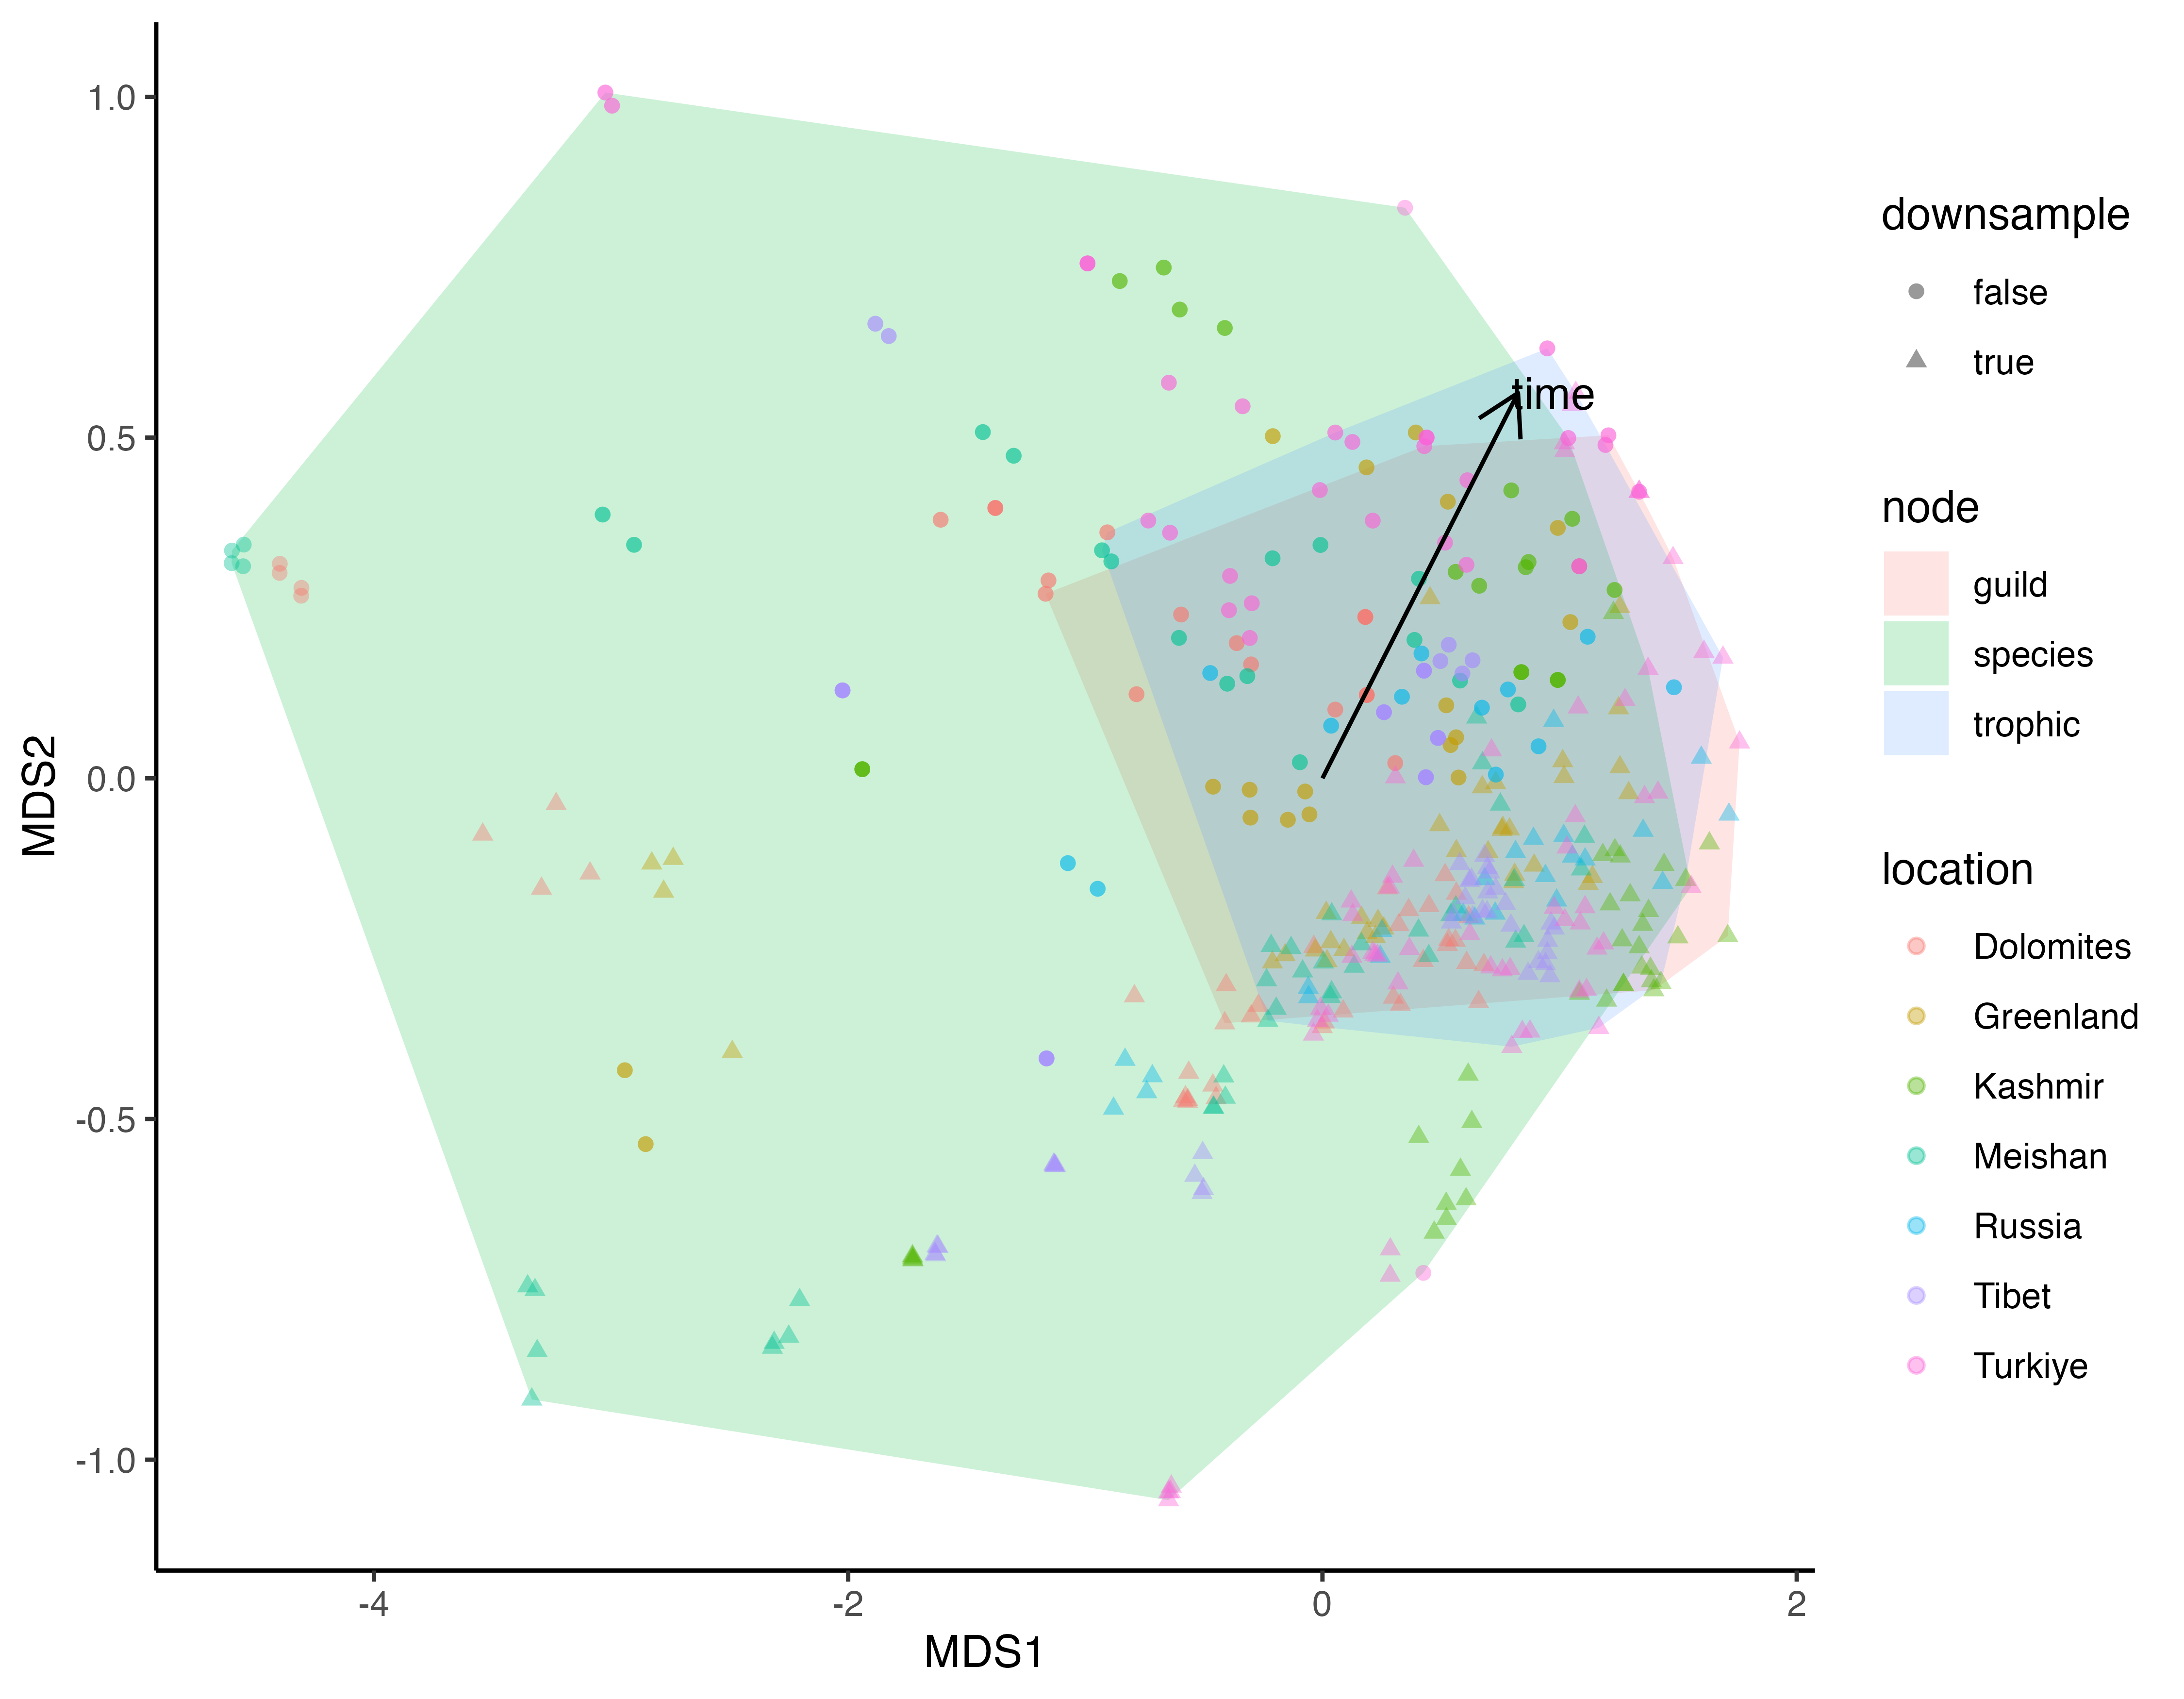 1.0
0.5
0.0
-0.5
-1.0
MDS2
-4
-2
0
2
MDS1
time
downsample
false
true
node
guild
species
trophic
location
Dolomites
Greenland
Kashmir
Meishan
Russia
Tibet
Turkiye